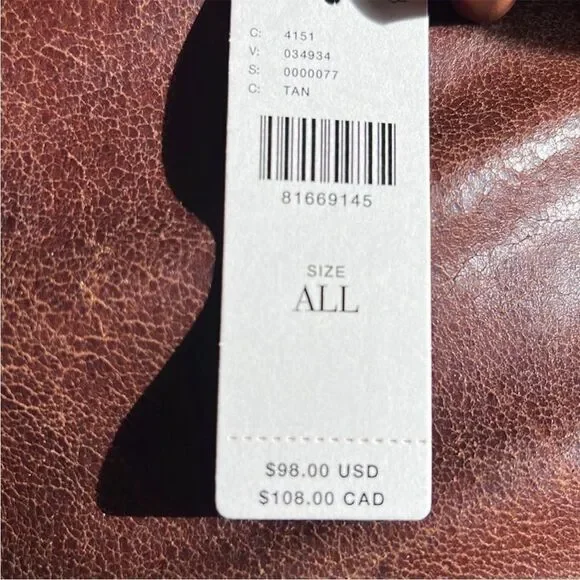 C: 4151
V: 034934
S: 0000077
C: TAN
81669145
SIZE
ALL
$98.00 USD
$108.00 CAD